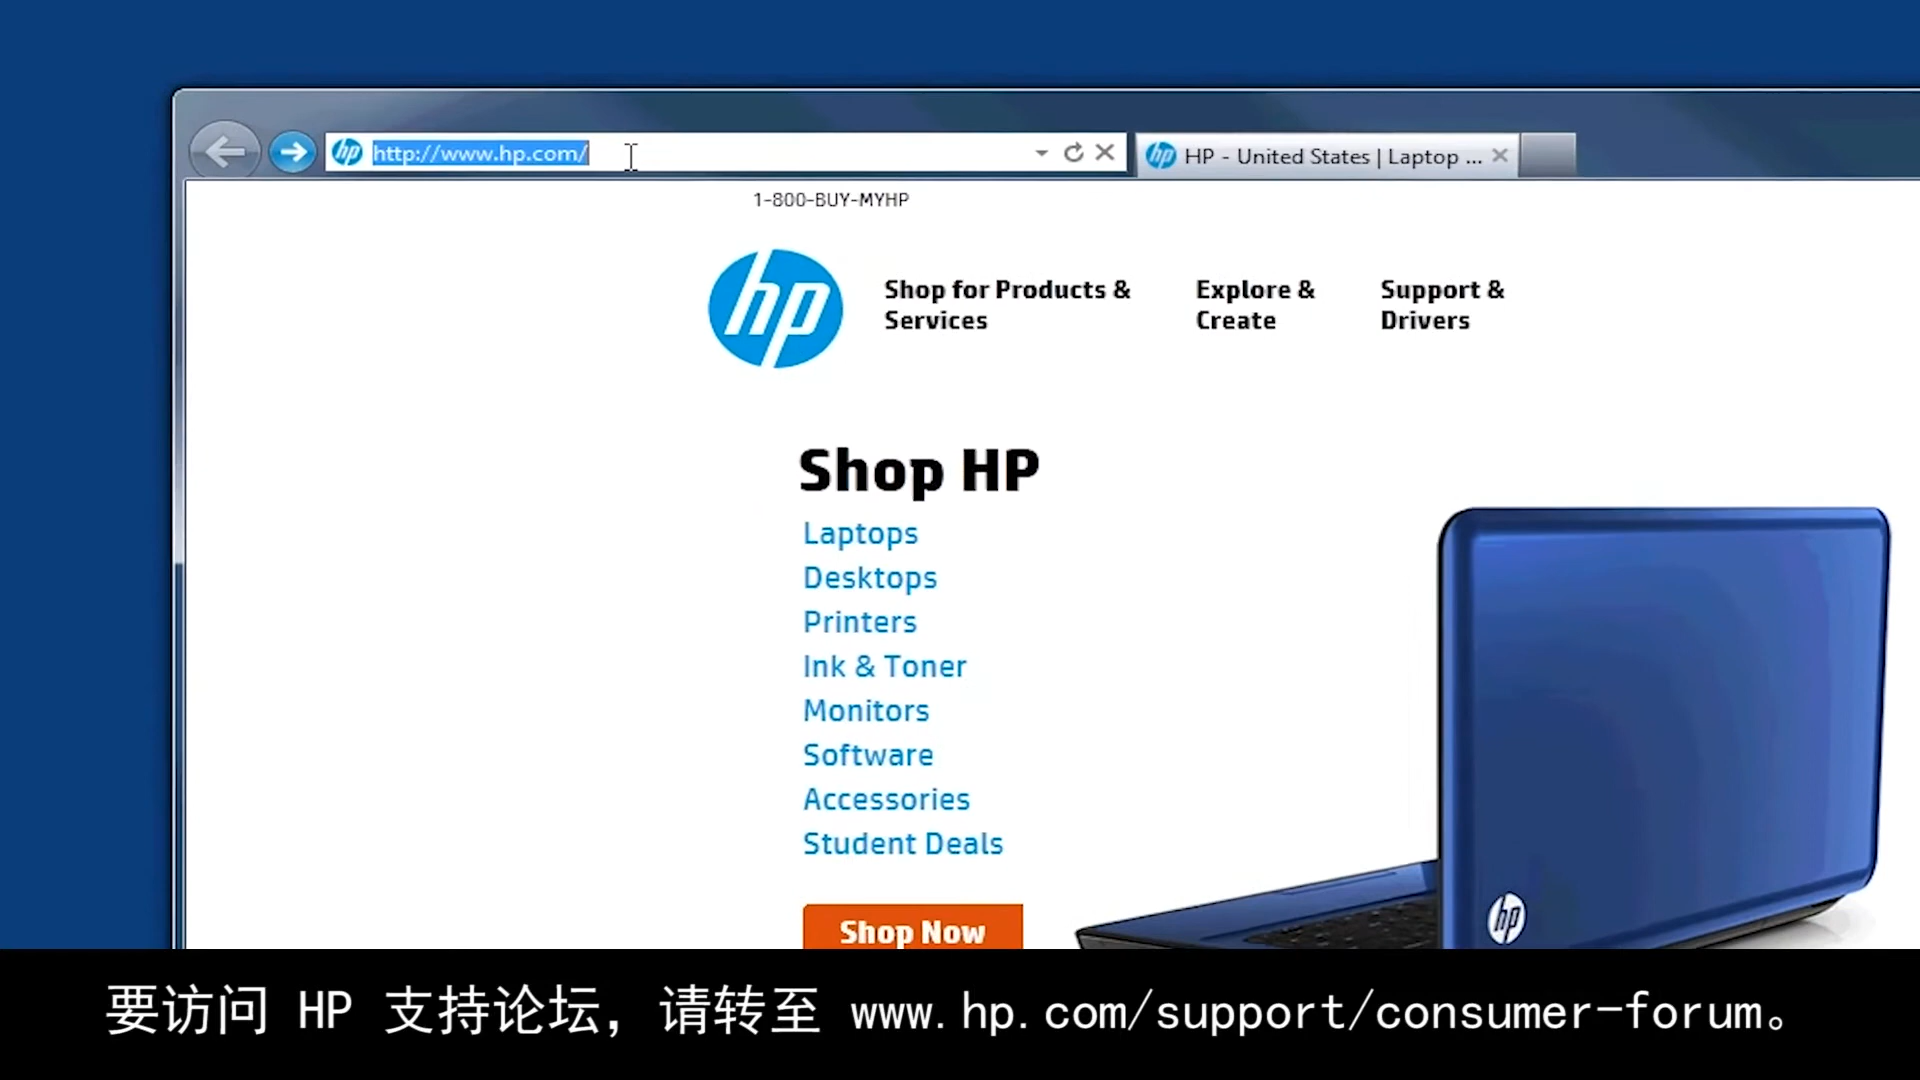 http://www.hp.com/
HP - United States | Laptop ...
1-800-BUY-MYHP
hp
Shop for Products &
Services
Explore &
Create
Support &
Drivers
Shop HP
Laptops
Desktops
Printers
Ink & Toner
Monitors
Software
Accessories
Student Deals
Shop Now
hp
要访问 HP 支持论坛，请转至 www.hp.com/support/consumer-forum。